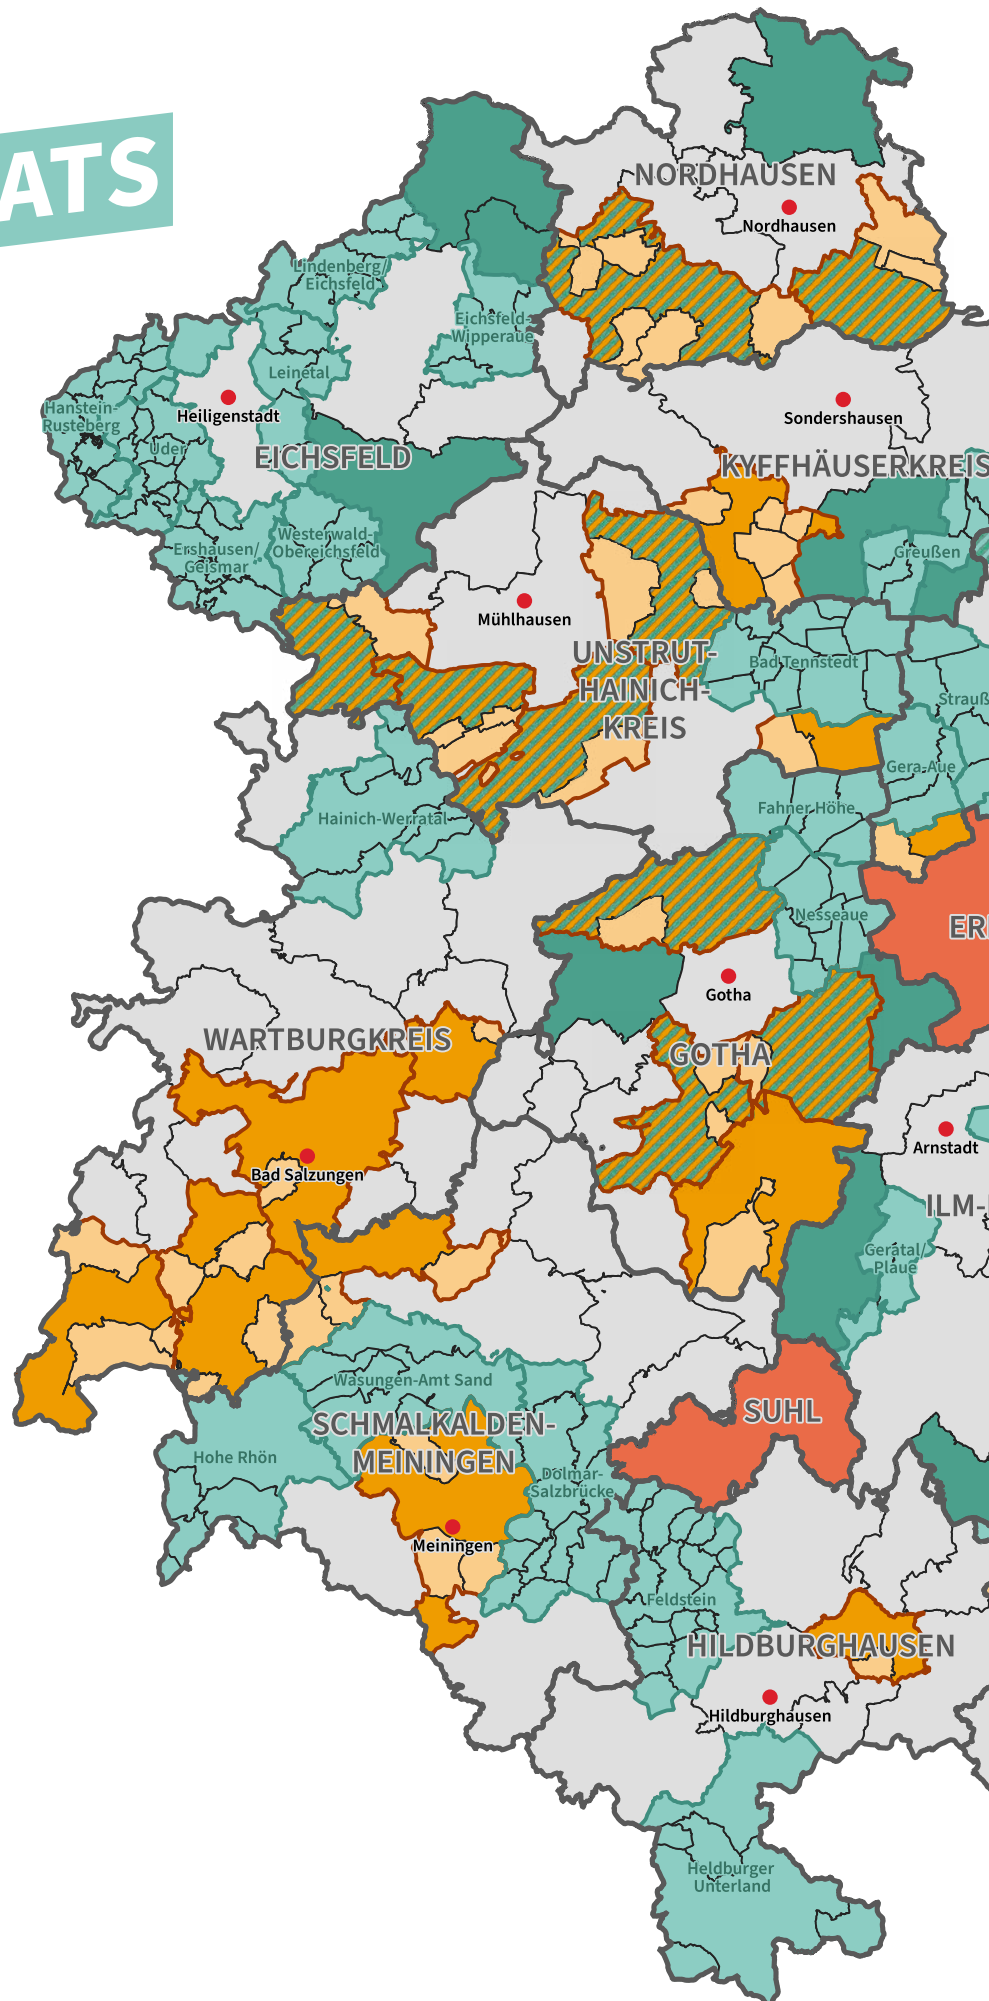 ATS
NORDHAUSEN
Nordhausen
Lindenberg/
Eichsfeld
Eichsfeld-
Wipperaue
Leinetal
Heiligenstadt
Hanstein-
Rusteberg
Uder
EICHSFELD
Sondershausen
KYFFHÄUSERKREIS
Westerwald-
Obereichsfeld
Ershausen/
Geismar
Greußen
Mühlhausen
UNSTRUT-
HAINICH-
KREIS
Bad Tennstedt
Strauß
Gera-Aue
Hainich-Werratal
Fahner Höhe
Nesseaue
ER
Gotha
WARTBURGKREIS
GOTHA
Arnstadt
Bad Salzungen
ILM-
Geratal/
Plaue
Wasungen-Amt Sand
SCHMALKALDEN-
MEININGEN
SUHL
Hohe Rhön
Dolmar-
Salzbrücke
Meiningen
Feldstein
HILDBURGHAUSEN
Hildburghausen
Heldburger
Unterland